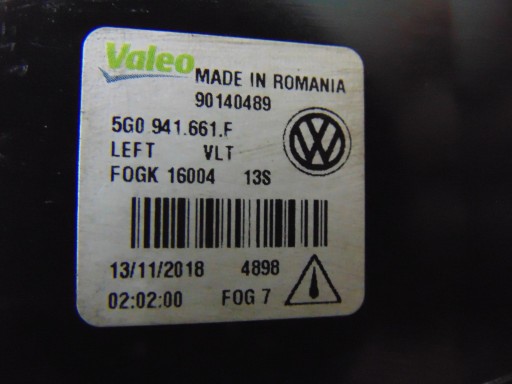 Valeo
MADE IN ROMANIA
90140489
5G0 941.661.F
LEFT VLT
FOGK 16004 13S
13/11/2018 4898
02:02:00 FOG 7